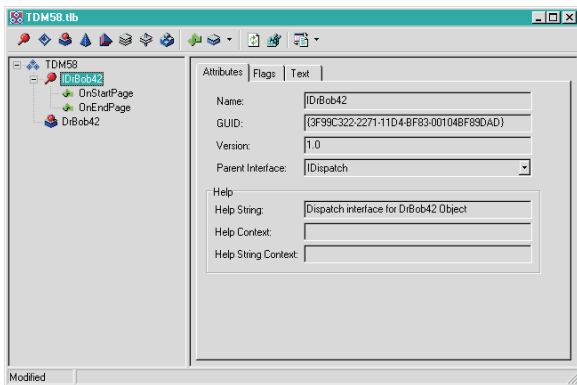 TDM58.tlb
TDM58
IDrBob42
OnStartPage
OnEndPage
DrBob42
Attributes Flags Text
Name: IDrBob42
GUID: {3F99C322-2271-11D4-BF83-00104BF89DAD}
Version: 1.0
Parent Interface: IDispatch
Help
Help String: Dispatch interface for DrBob42 Object
Help Context:
Help String Context:
Modified